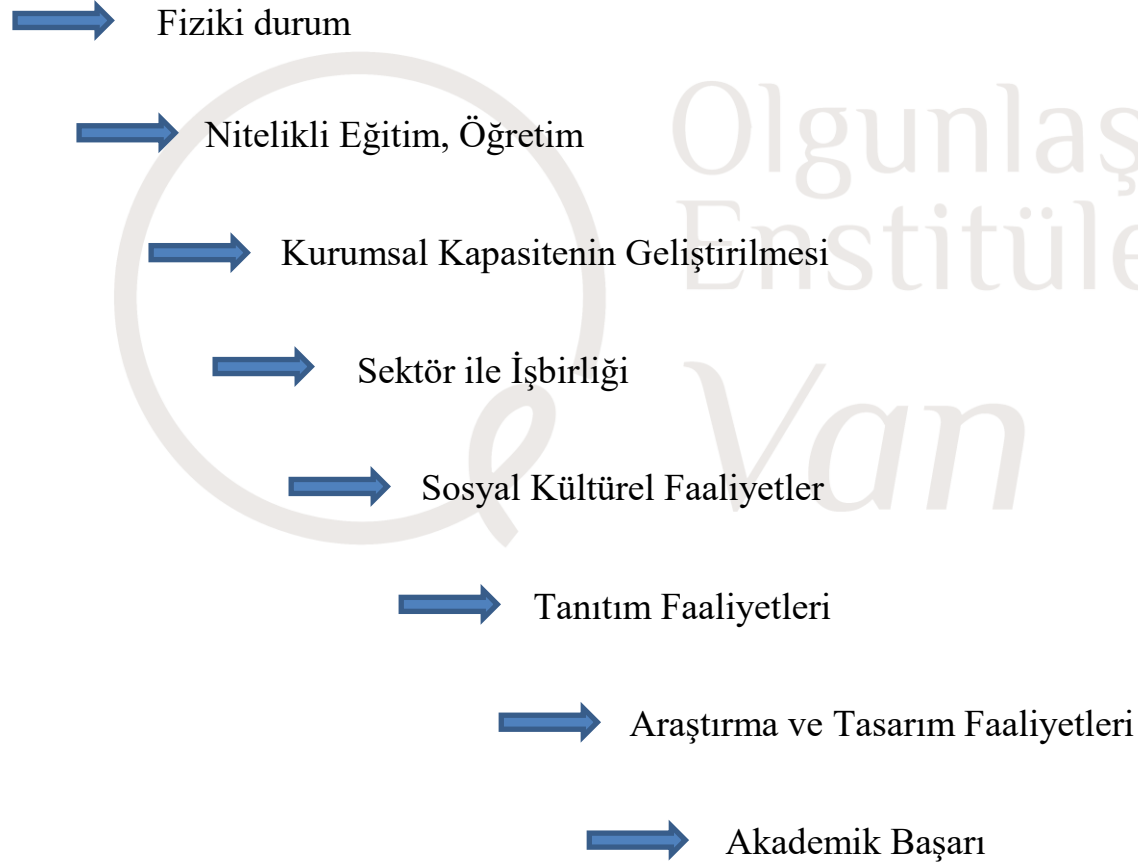 Fiziki durum
Olgunlaş
Nitelikli Eğitim, Öğretim
Enstitüle
Kurumsal Kapasitenin Geliştirilmesi
Van
Sektör ile İşbirliği
Sosyal Kültürel Faaliyetler
Tanıtım Faaliyetleri
Araştırma ve Tasarım Faaliyetleri
Akademik Başarı